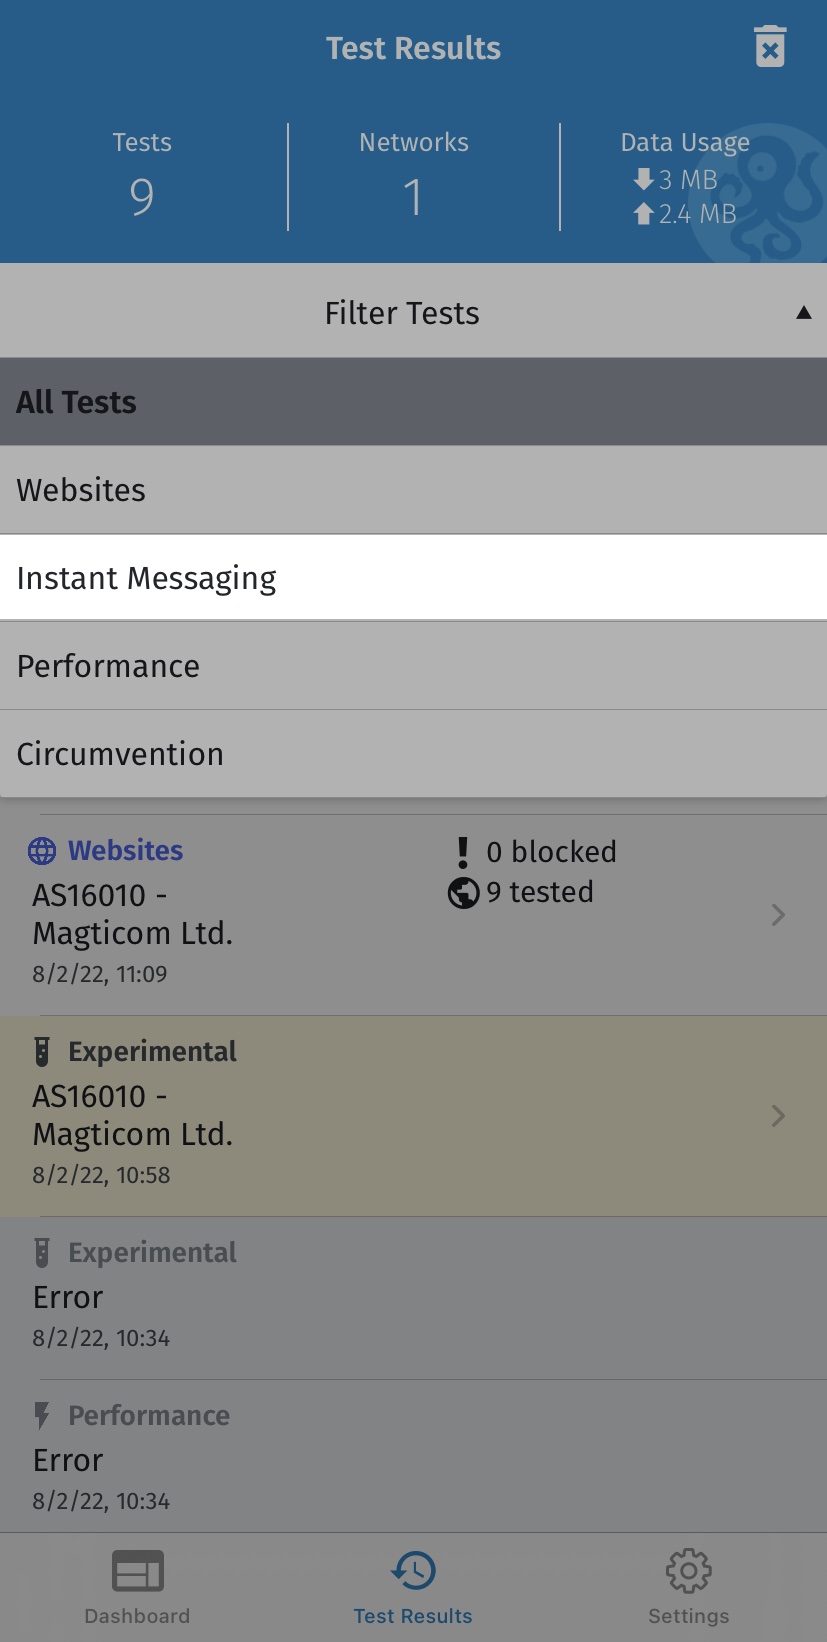 Test Results
Tests
9
Networks
1
Data Usage
3 MB
2.4 MB
Filter Tests
All Tests
Websites
Instant Messaging
Performance
Circumvention
Websites
AS16010 -
Magticom Ltd.
8/2/22, 11:09
0 blocked
9 tested
Experimental
AS16010 -
Magticom Ltd.
8/2/22, 10:58
Experimental
Error
8/2/22, 10:34
Performance
Error
8/2/22, 10:34
Dashboard
Test Results
Settings